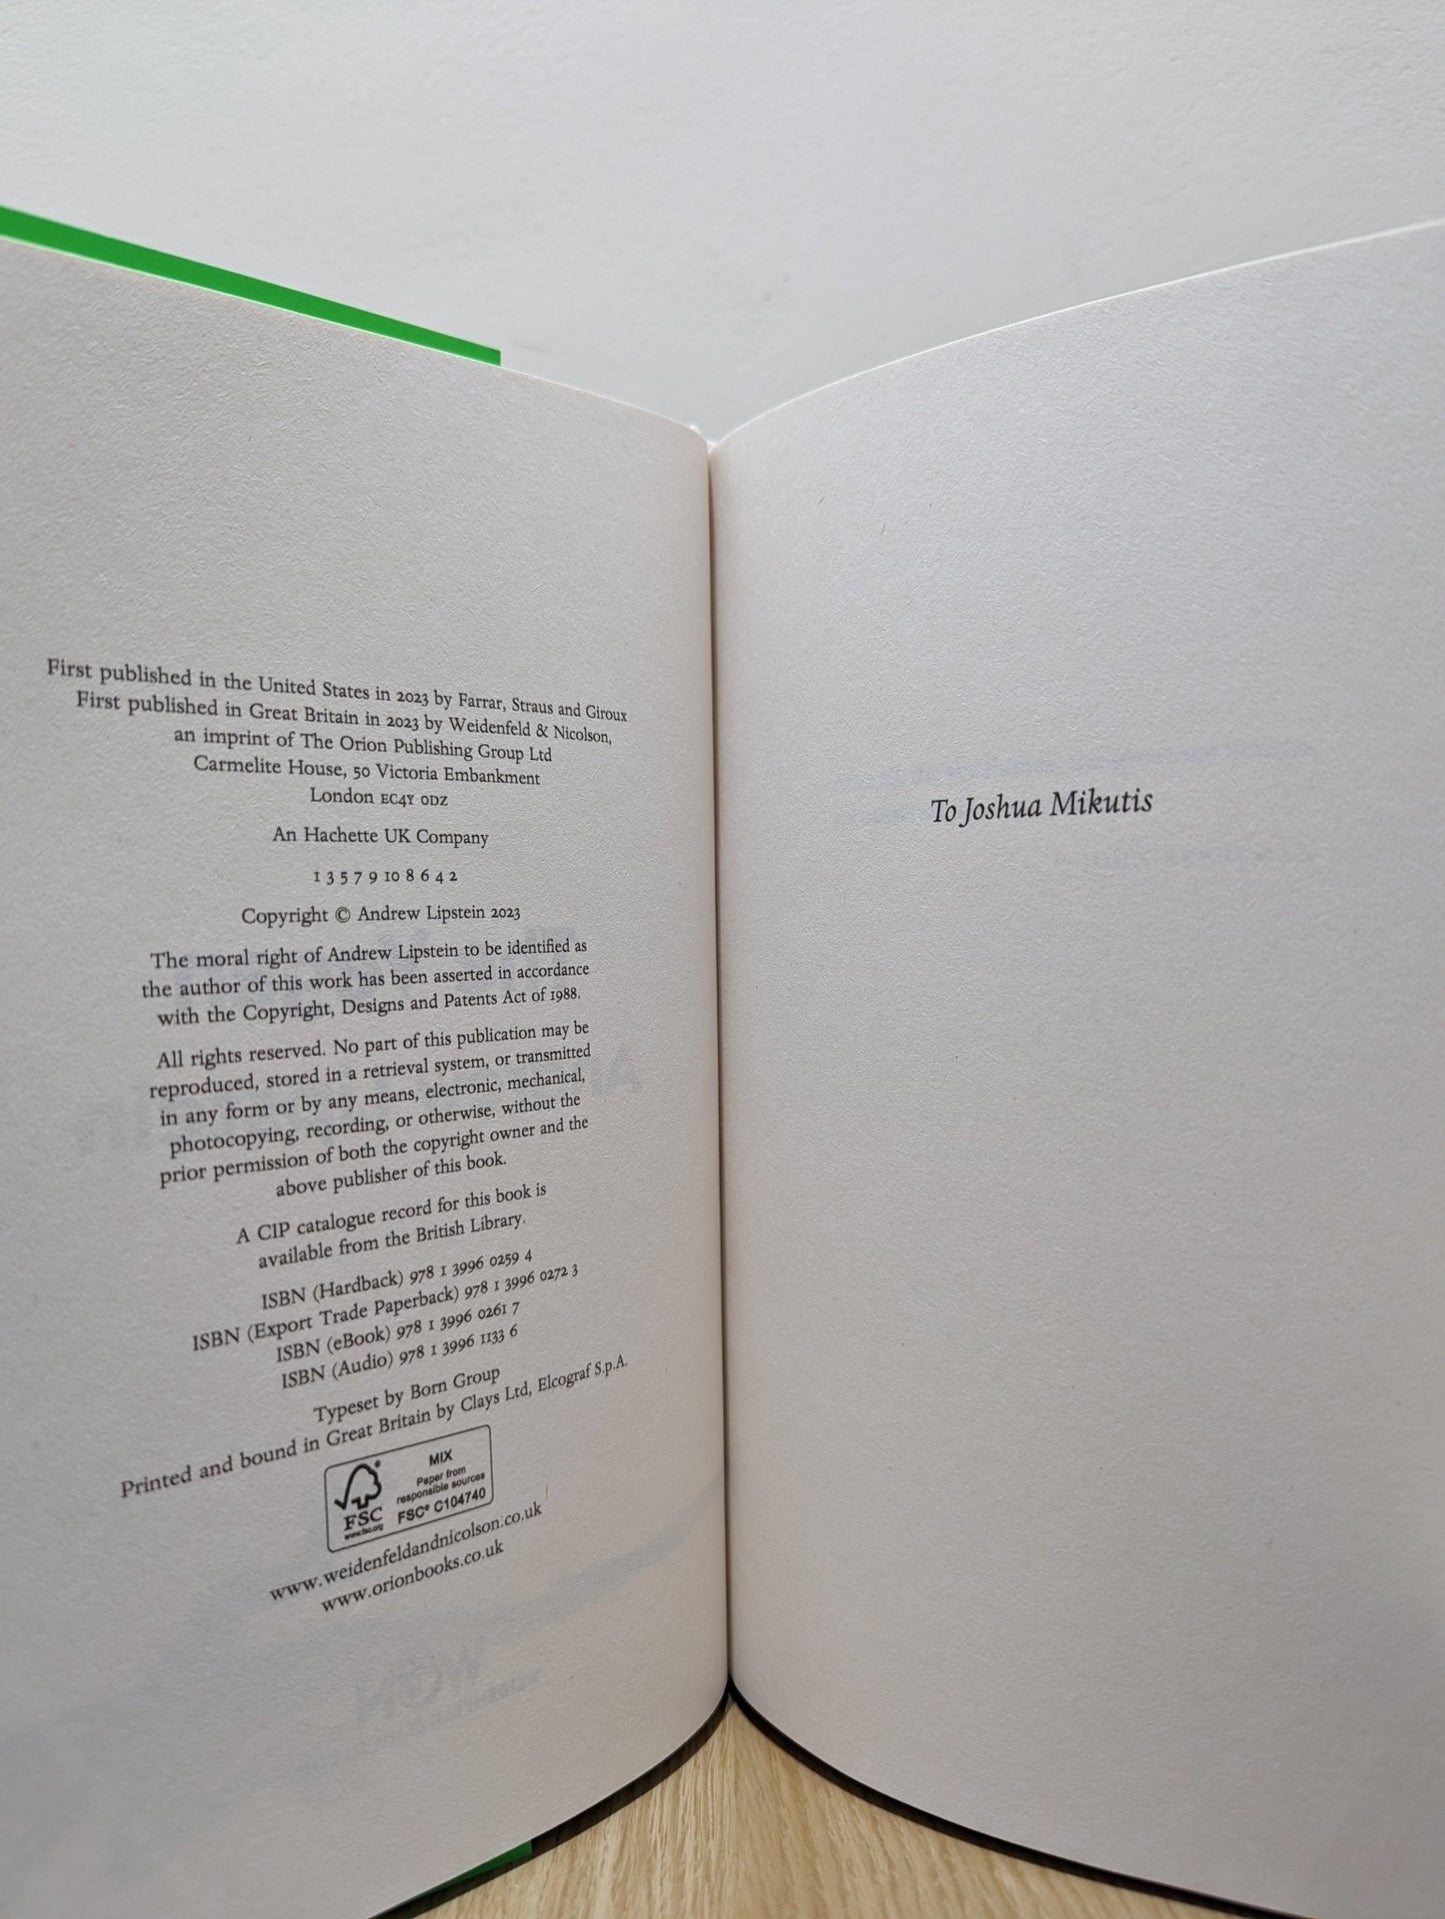 First published in the United States in 2023 by Farrar, Straus and Giroux
First published in Great Britain in 2023 by Weidenfeld & Nicolson,
an imprint of The Orion Publishing Group Ltd
Carmelite House, 50 Victoria Embankment
London EC4Y 0DZ
An Hachette UK Company
1 3 5 7 9 10 8 6 4 2
Copyright © Andrew Lipstein 2023
The moral right of Andrew Lipstein to be identified as
the author of this work has been asserted in accordance
with the Copyright, Designs and Patents Act of 1988.
All rights reserved. No part of this publication may be
reproduced, stored in a retrieval system, or transmitted
in any form or by any means, electronic, mechanical,
photocopying, recording, or otherwise, without the
prior permission of both the copyright owner and the
above publisher of this book.
A CIP catalogue record for this book is
available from the British Library.
ISBN (Hardback) 978 1 3996 0259 4
ISBN (Export Trade Paperback) 978 1 3996 0272 3
ISBN (eBook) 978 1 3996 0261 7
ISBN (Audio) 978 1 3996 1133 6
Typeset by Born Group
Printed and bound in Great Britain by Clays Ltd, Elcograf S.p.A.
FSC
www.fsc.org
MIX
Paper from
responsible sources
FSC® C104740
www.weidenfeldandnicolson.co.uk
www.orionbooks.co.uk
To Joshua Mikutis